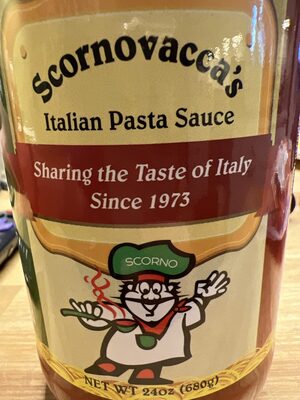 Scornovacca's
Italian Pasta Sauce
Sharing the Taste of Italy
Since 1973
SCORNO
NET WT 24oz (680g)